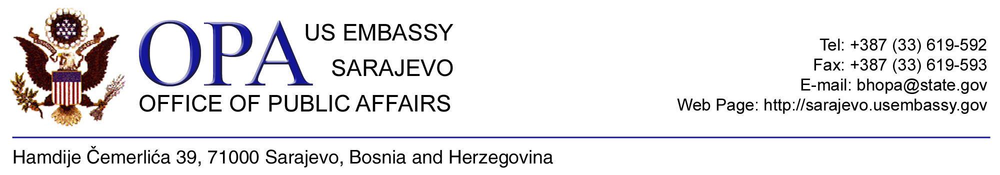 OPA
US EMBASSY
SARAJEVO
OFFICE OF PUBLIC AFFAIRS
Tel: +387 (33) 619-592
Fax: +387 (33) 619-593
E-mail: bhopa@state.gov
Web Page: http://sarajevo.usembassy.gov
Hamdije Čemerlića 39, 71000 Sarajevo, Bosnia and Herzegovina